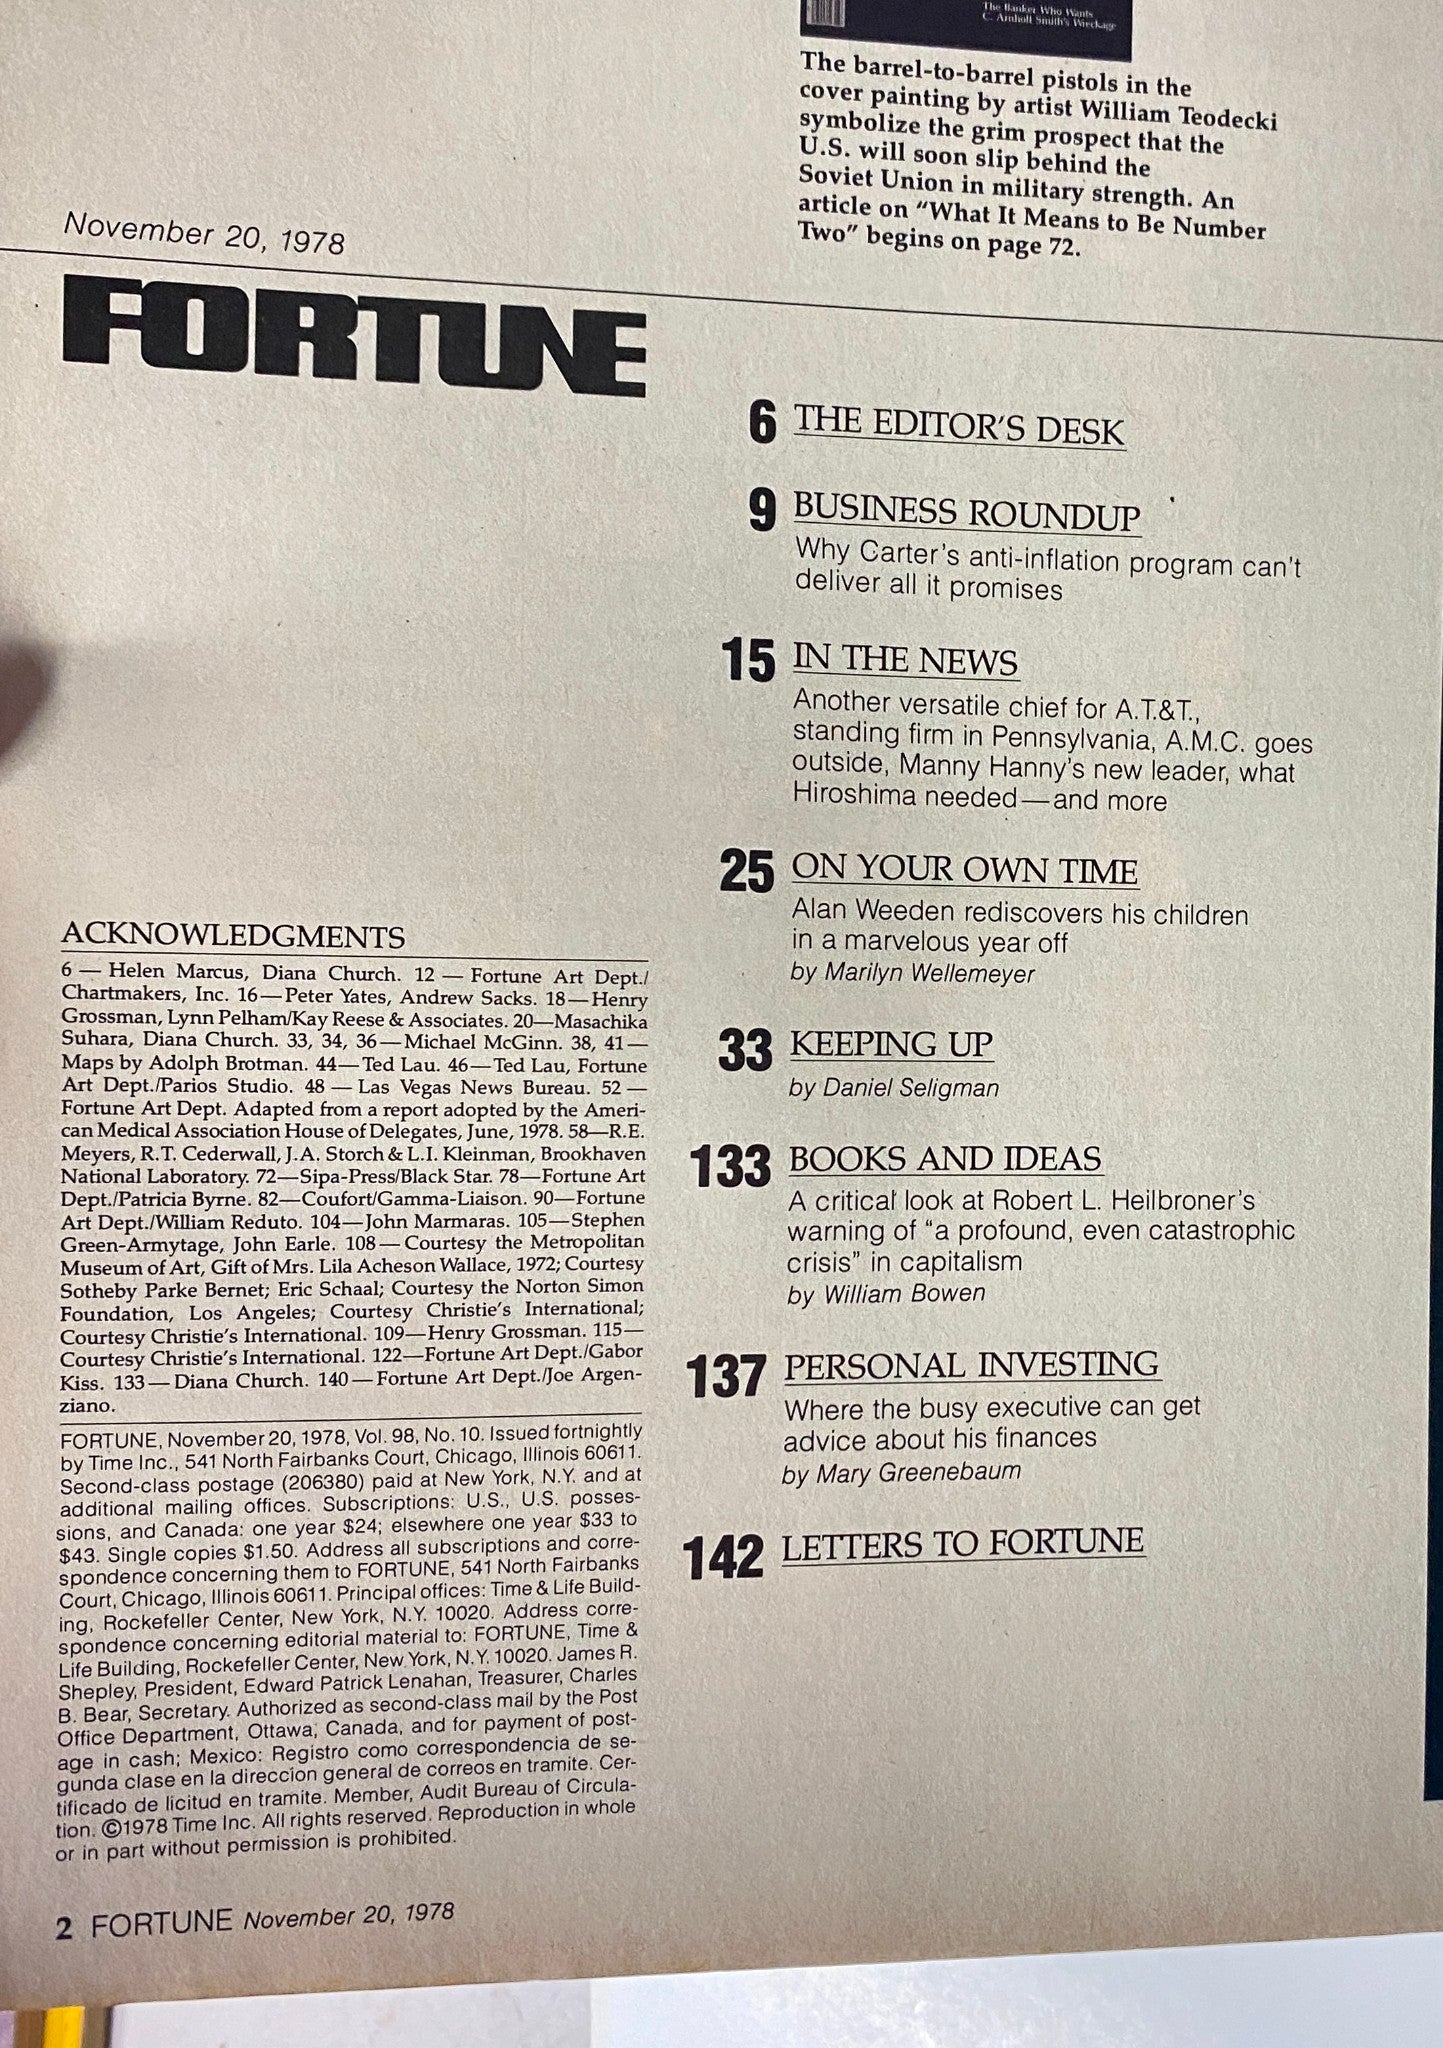 The Banker Who Wants
C. Arnholt Smith's Wreckage
The barrel-to-barrel pistols in the
cover painting by artist William Teodecki
symbolize the grim prospect that the
U.S. will soon slip behind the
Soviet Union in military strength. An
article on "What It Means to Be Number
Two" begins on page 72.
November 20, 1978
FORTUNE
6 THE EDITOR'S DESK
9 BUSINESS ROUNDUP
Why Carter's anti-inflation program can't
deliver all it promises
15 IN THE NEWS
Another versatile chief for A.T.&T.,
standing firm in Pennsylvania, A.M.C. goes
outside, Manny Hanny's new leader, what
Hiroshima needed—and more
25 ON YOUR OWN TIME
Alan Weeden rediscovers his children
in a marvelous year off
by Marilyn Wellemeyer
33 KEEPING UP
by Daniel Seligman
133 BOOKS AND IDEAS
A critical look at Robert L. Heilbroner's
warning of "a profound, even catastrophic
crisis" in capitalism
by William Bowen
137 PERSONAL INVESTING
Where the busy executive can get
advice about his finances
by Mary Greenebaum
142 LETTERS TO FORTUNE
ACKNOWLEDGMENTS
6 — Helen Marcus, Diana Church. 12 — Fortune Art Dept./
Chartmakers, Inc. 16—Peter Yates, Andrew Sacks. 18—Henry
Grossman, Lynn Pelham/Kay Reese & Associates. 20—Masachika
Suhara, Diana Church. 33, 34, 36—Michael McGinn. 38, 41—
Maps by Adolph Brotman. 44—Ted Lau. 46—Ted Lau, Fortune
Art Dept./Parios Studio. 48 — Las Vegas News Bureau. 52 —
Fortune Art Dept. Adapted from a report adopted by the Ameri-
can Medical Association House of Delegates, June, 1978. 58—R.E.
Meyers, R.T. Cederwall, J.A. Storch & L.I. Kleinman, Brookhaven
National Laboratory. 72—Sipa-Press/Black Star. 78—Fortune Art
Dept./Patricia Byrne. 82—Coufort/Gamma-Liaison. 90—Fortune
Art Dept./William Reduto. 104—John Marmaras. 105—Stephen
Green-Armytage, John Earle. 108—Courtesy the Metropolitan
Museum of Art, Gift of Mrs. Lila Acheson Wallace, 1972; Courtesy
Sotheby Parke Bernet; Eric Schaal; Courtesy the Norton Simon
Foundation, Los Angeles; Courtesy Christie's International;
Courtesy Christie's International. 109—Henry Grossman. 115—
Courtesy Christie's International. 122—Fortune Art Dept./Gabor
Kiss. 133—Diana Church. 140—Fortune Art Dept./Joe Argen-
ziano.
FORTUNE, November 20, 1978, Vol. 98, No. 10. Issued fortnightly
by Time Inc., 541 North Fairbanks Court, Chicago, Illinois 60611.
Second-class postage (206380) paid at New York, N.Y. and at
additional mailing offices. Subscriptions: U.S., U.S. posses-
sions, and Canada: one year $24; elsewhere one year $33 to
$43. Single copies $1.50. Address all subscriptions and corre-
spondence concerning them to FORTUNE, 541 North Fairbanks
Court, Chicago, Illinois 60611. Principal offices: Time & Life Build-
ing, Rockefeller Center, New York, N.Y. 10020. Address corre-
spondence concerning editorial material to: FORTUNE, Time &
Life Building, Rockefeller Center, New York, N.Y. 10020. James R.
Shepley, President, Edward Patrick Lenahan, Treasurer, Charles
B. Bear, Secretary. Authorized as second-class mail by the Post
Office Department, Ottawa, Canada, and for payment of post-
age in cash; Mexico: Registro como correspondencia de se-
gunda clase en la direccion general de correos en tramite. Cer-
tificado de licitud en tramite. Member, Audit Bureau of Circula-
tion. ©1978 Time Inc. All rights reserved. Reproduction in whole
or in part without permission is prohibited.
2 FORTUNE November 20, 1978